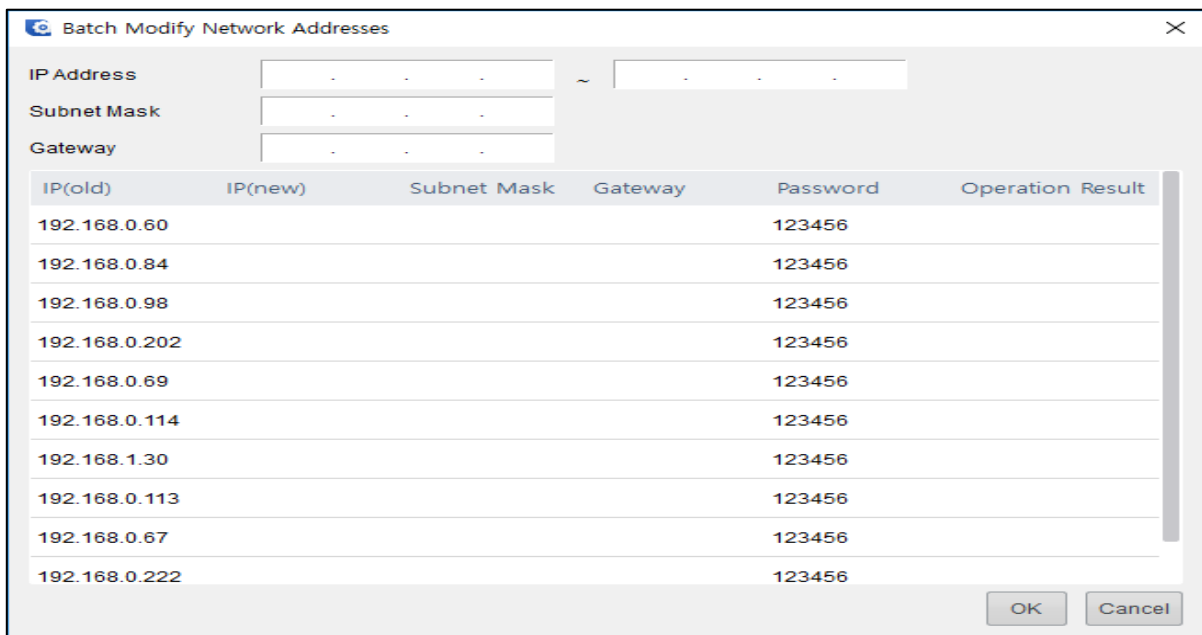 Batch Modify Network Addresses
IP Address . . . ~ . . .
Subnet Mask . . .
Gateway . . .
IP(old) IP(new) Subnet Mask Gateway Password Operation Result
192.168.0.60 123456
192.168.0.84 123456
192.168.0.98 123456
192.168.0.202 123456
192.168.0.69 123456
192.168.0.114 123456
192.168.1.30 123456
192.168.0.113 123456
192.168.0.67 123456
192.168.0.222 123456
OK Cancel